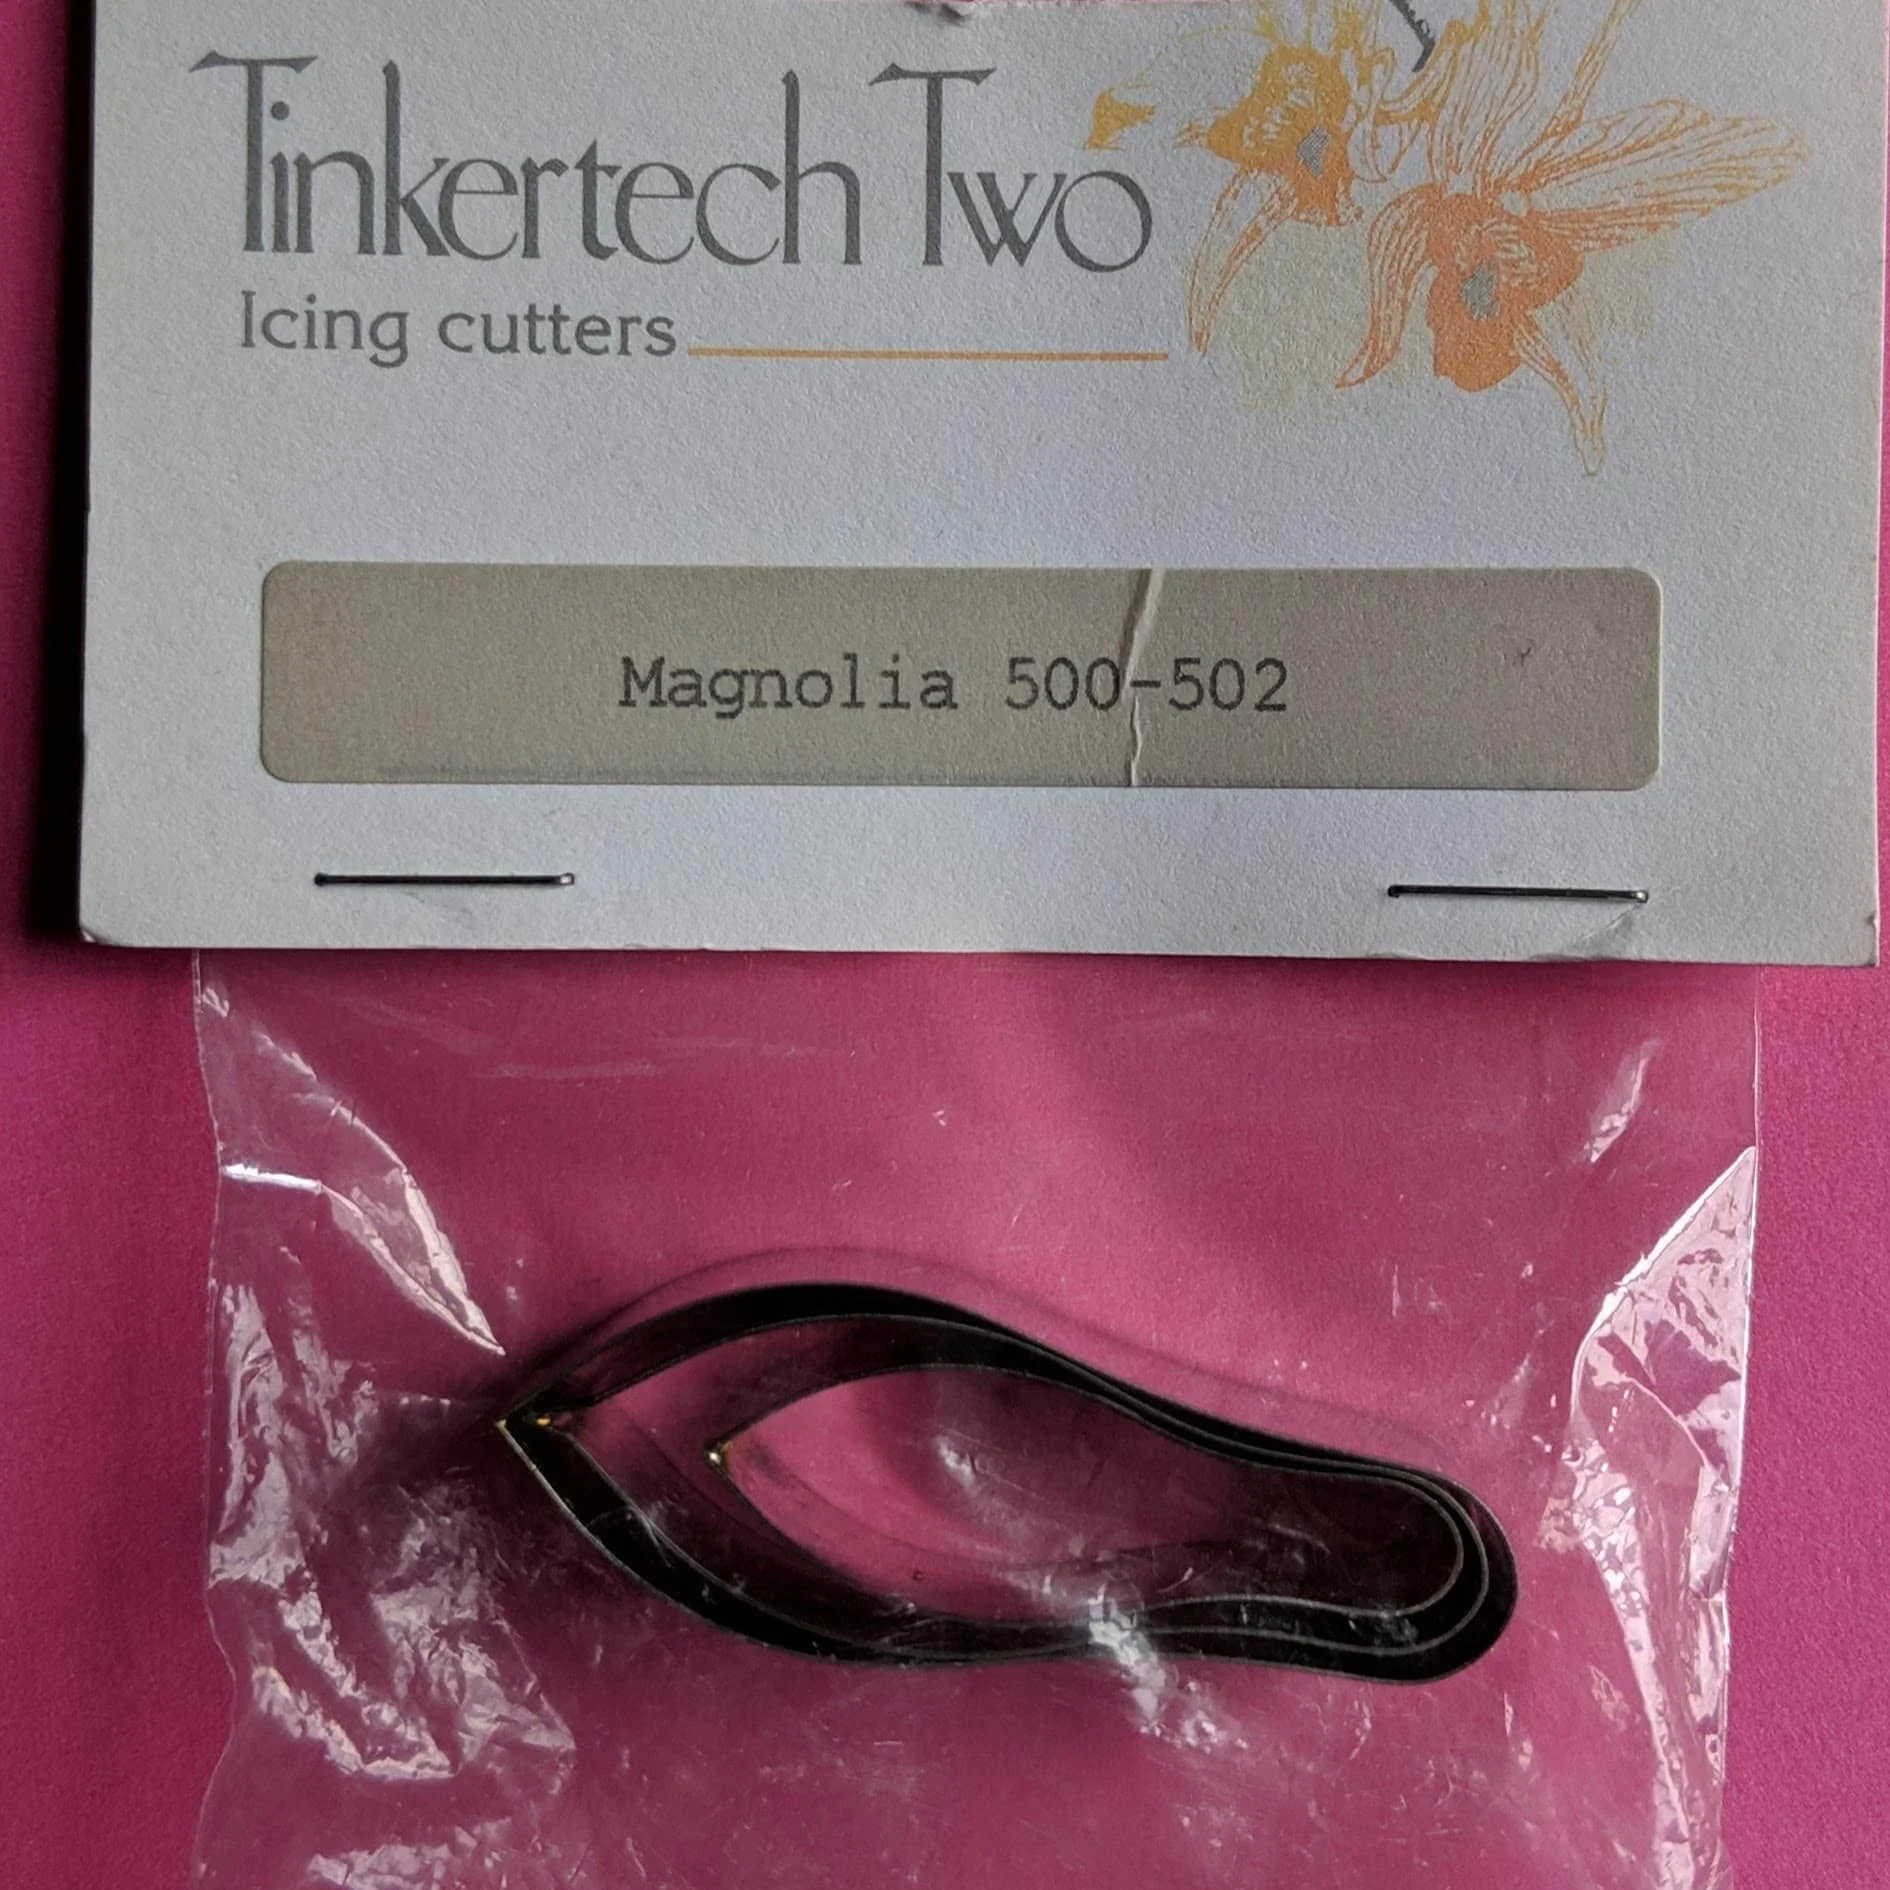 Tinkertech Two
Icing cutters
Magnolia 500-502